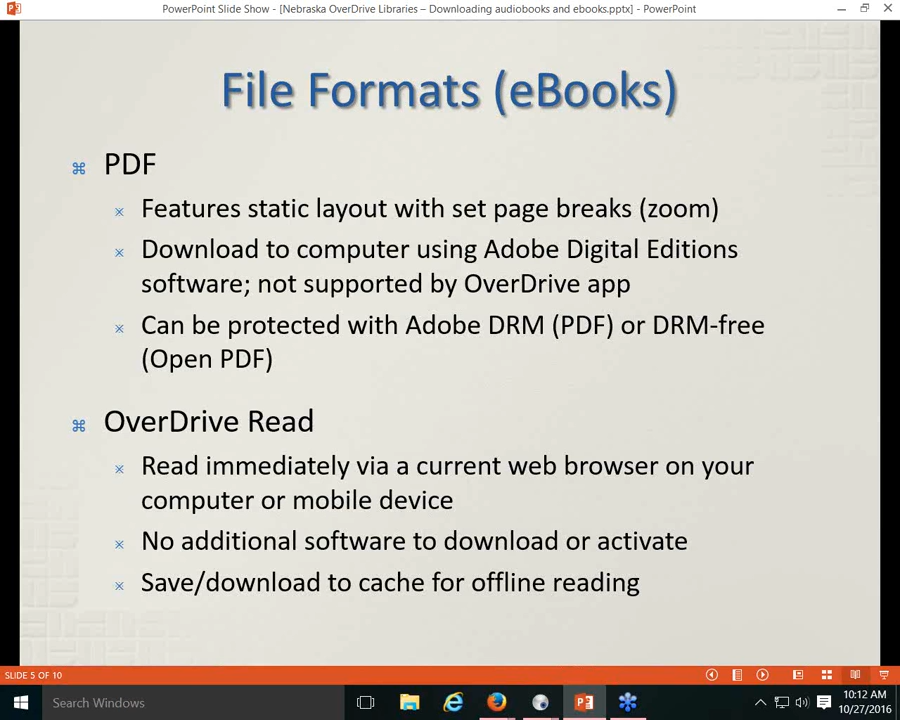 PowerPoint Slide Show - [Nebraska OverDrive Libraries – Downloading audiobooks and ebooks.pptx] - PowerPoint
File Formats (eBooks)
PDF
Features static layout with set page breaks (zoom)
Download to computer using Adobe Digital Editions
software; not supported by OverDrive app
Can be protected with Adobe DRM (PDF) or DRM-free
(Open PDF)
OverDrive Read
Read immediately via a current web browser on your
computer or mobile device
No additional software to download or activate
Save/download to cache for offline reading
SLIDE 5 OF 10
Search Windows
10:12 AM
10/27/2016